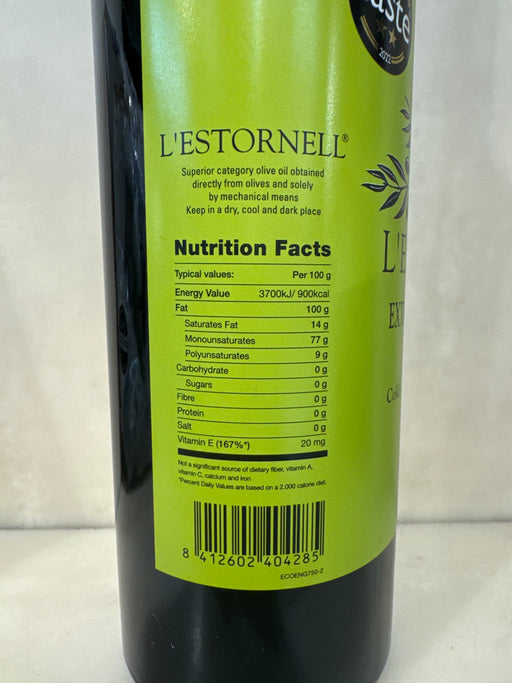 2022
L'ESTORNELL®
Superior category olive oil obtained
directly from olives and solely
by mechanical means
Keep in a dry, cool and dark place
Nutrition Facts
Typical values: Per 100 g
Energy Value 3700kJ/ 900kcal
Fat 100 g
Saturates Fat 14 g
Monounsaturates 77 g
Polyunsaturates 9 g
Carbohydrate 0 g
Sugars 0 g
Fibre 0 g
Protein 0 g
Salt 0 g
Vitamin E (167%*) 20 mg
Not a significant source of dietary fiber, vitamin A,
vitamin C, calcium and iron
*Percent Daily Values are based on a 2.000 calorie diet.
8 412602 404285
ECOENG750-2
L'E
EXT